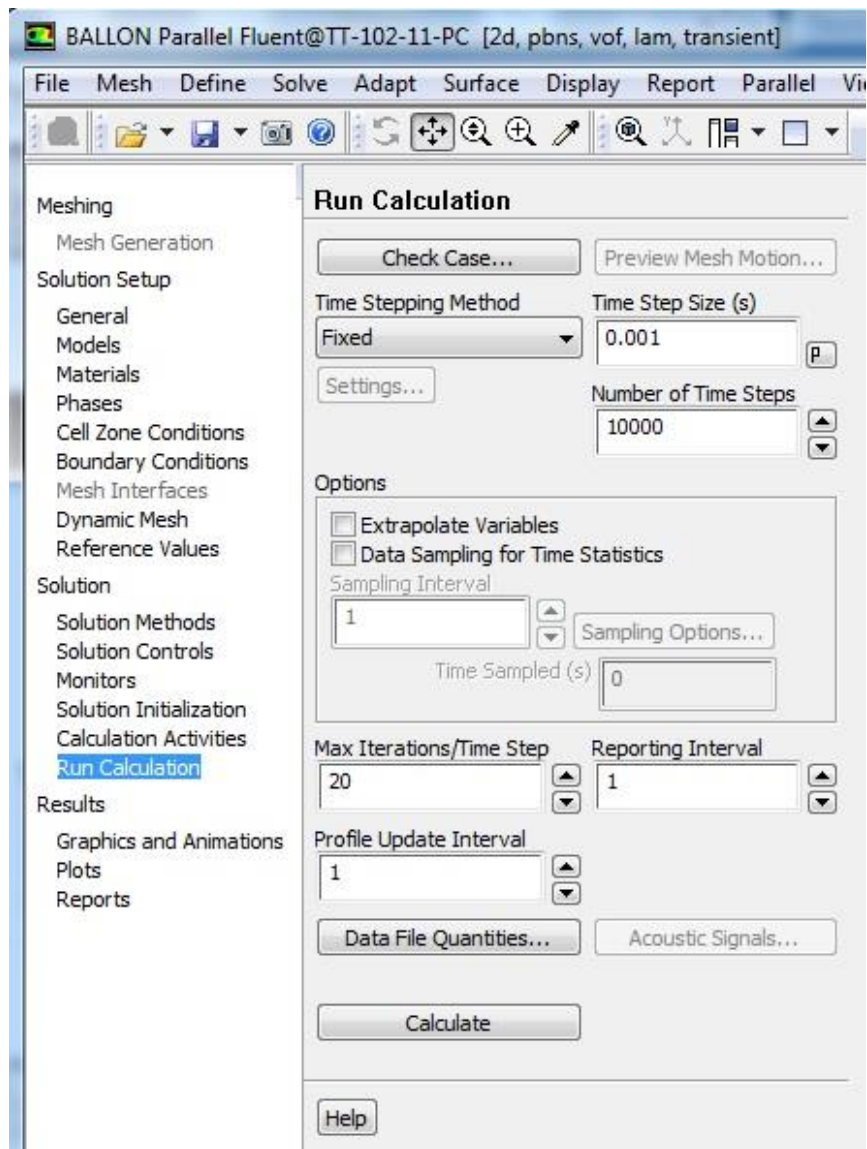 BALLON Parallel Fluent@TT-102-11-PC [2d, pbns, vof, lam, transient]
File Mesh Define Solve Adapt Surface Display Report Parallel Vi
Meshing
Mesh Generation
Solution Setup
General
Models
Materials
Phases
Cell Zone Conditions
Boundary Conditions
Mesh Interfaces
Dynamic Mesh
Reference Values
Solution
Solution Methods
Solution Controls
Monitors
Solution Initialization
Calculation Activities
Run Calculation
Results
Graphics and Animations
Plots
Reports
Run Calculation
Check Case... Preview Mesh Motion...
Time Stepping Method Time Step Size (s)
Fixed 0.001 P...
Settings... Number of Time Steps
10000
Options
Extrapolate Variables
Data Sampling for Time Statistics
Sampling Interval
1 Sampling Options...
Time Sampled (s) 0
Max Iterations/Time Step Reporting Interval
20 1
Profile Update Interval
1
Data File Quantities... Acoustic Signals...
Calculate
Help